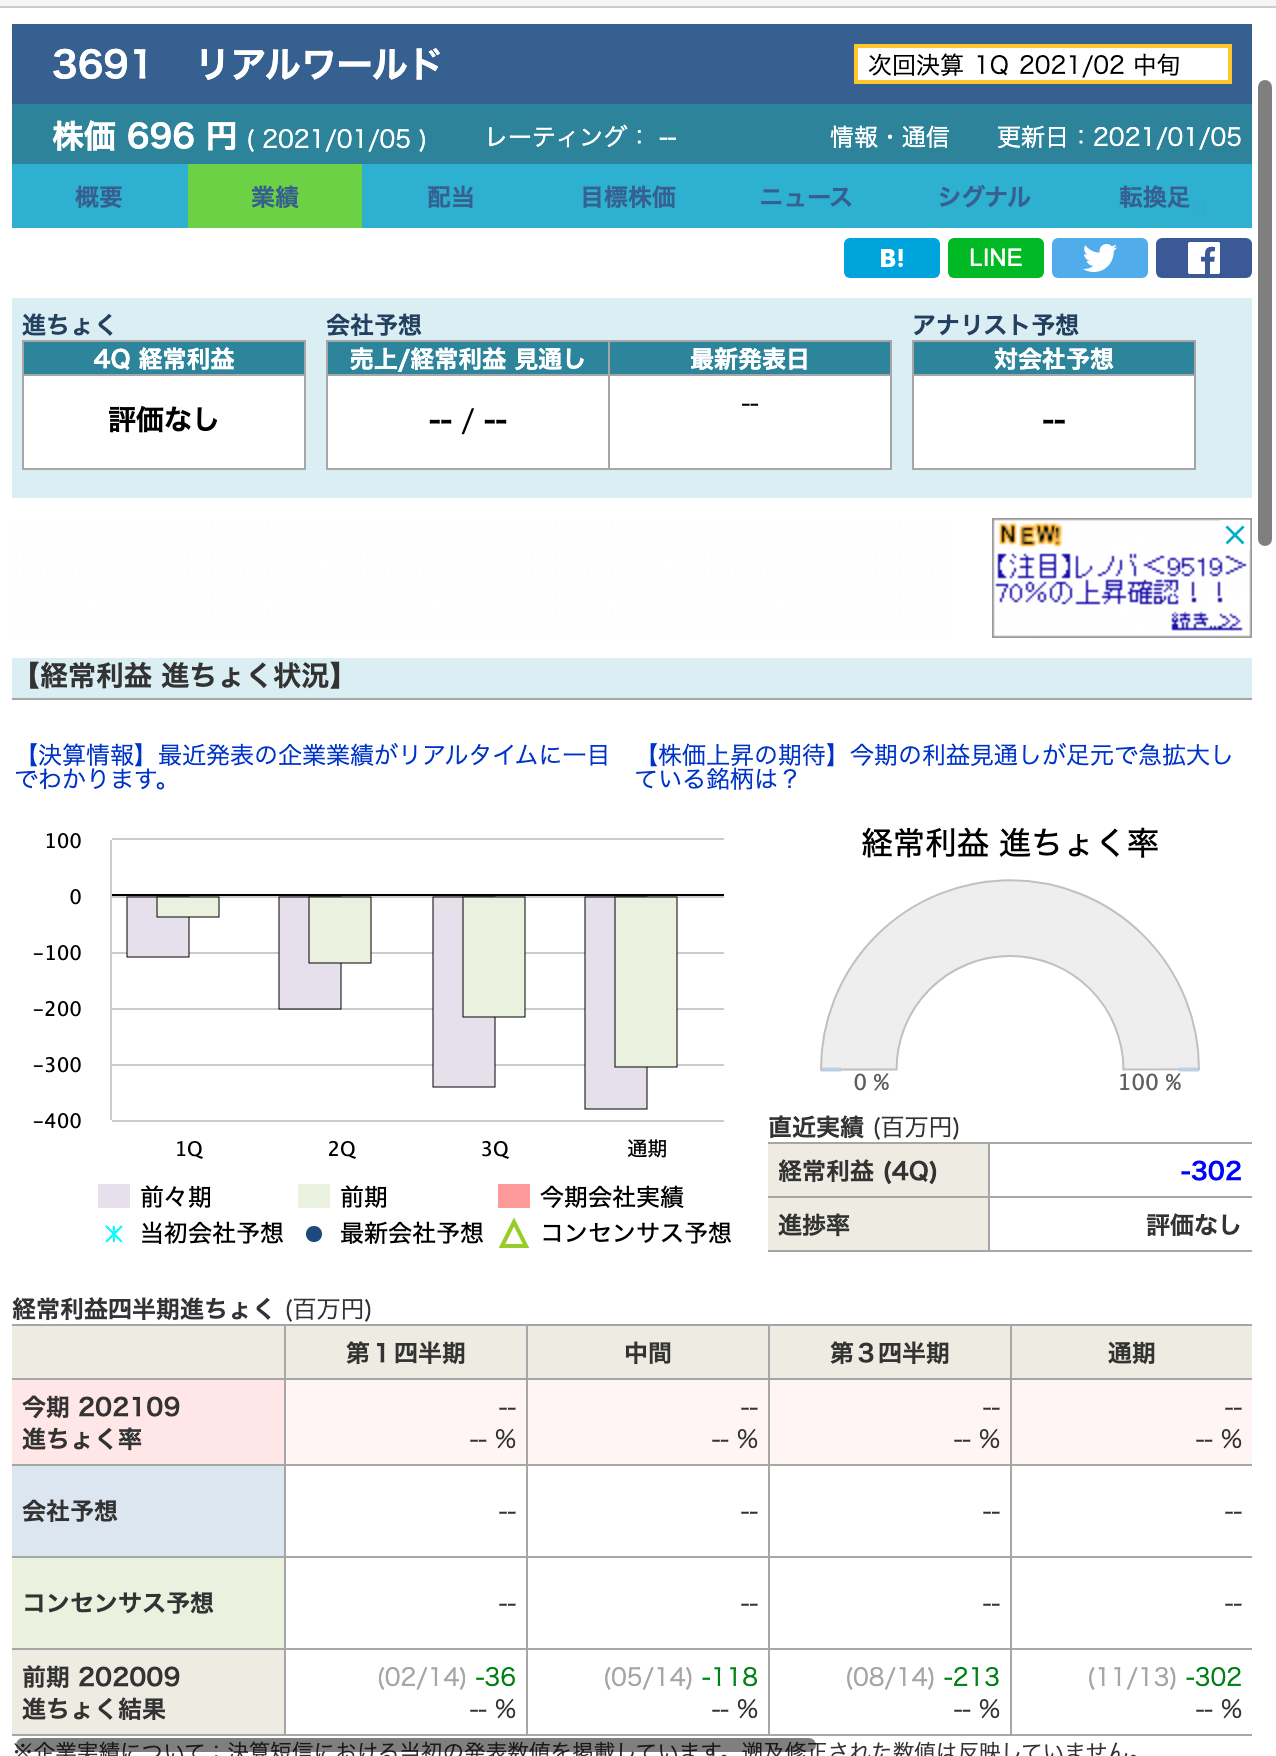 3691 リアルワールド
次回決算 1Q 2021/02 中旬
株価 696 円 ( 2021/01/05 ) レーティング： -- 情報・通信 更新日：2021/01/05
概要 業績 配当 目標株価 ニュース シグナル 転換足
B! LINE
進ちょく 会社予想 アナリスト予想
4Q 経常利益 売上/経常利益 見通し 最新発表日 対会社予想
評価なし -- / -- -- --
NEW!
【注目】レノバ<9519>
70%の上昇確認！！
続き..>>
【経常利益 進ちょく状況】
【決算情報】最近発表の企業業績がリアルタイムに一目
でわかります。
【株価上昇の期待】今期の利益見通しが足元で急拡大し
ている銘柄は？
100
0
-100
-200
-300
-400
1Q 2Q 3Q 通期
前々期 前期 今期会社実績
当初会社予想 最新会社予想 コンセンサス予想
経常利益 進ちょく率
0 % 100 %
直近実績 (百万円)
経常利益 (4Q) -302
進捗率 評価なし
経常利益四半期進ちょく (百万円)
第１四半期 中間 第３四半期 通期
今期 202109 -- -- -- --
進ちょく率 -- % -- % -- % -- %
会社予想 -- -- -- --
コンセンサス予想 -- -- -- --
前期 202009 (02/14) -36 (05/14) -118 (08/14) -213 (11/13) -302
進ちょく結果 -- % -- % -- % -- %
※企業実績について：決算短信における当初の発表数値を掲載しています。遡及修正された数値は反映していません。